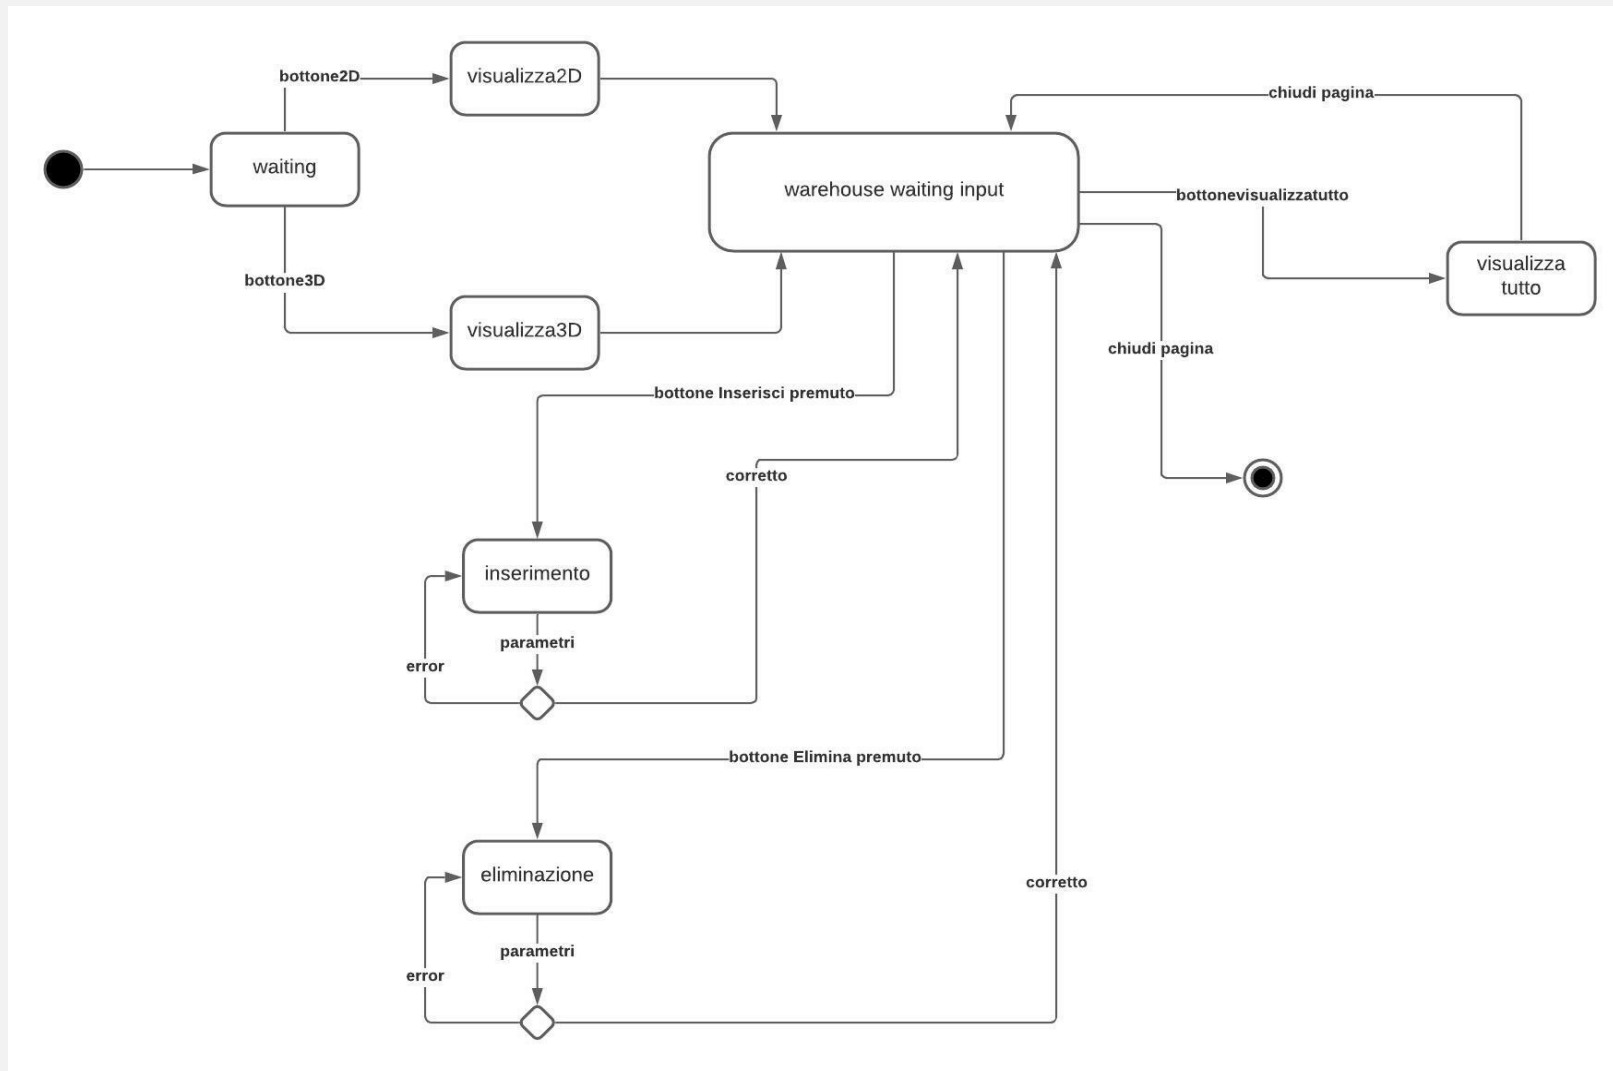 bottone2D
visualizza2D
chiudi pagina
waiting
warehouse waiting input
bottonevisualizzatutto
visualizza
tutto
bottone3D
visualizza3D
chiudi pagina
bottone Inserisci premuto
corretto
inserimento
parametri
error
bottone Elimina premuto
eliminazione
corretto
parametri
error